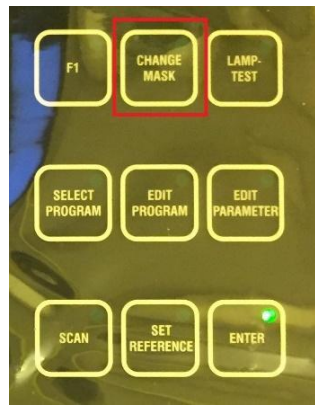 F1
CHANGE
MASK
LAMP-
TEST
SELECT
PROGRAM
EDIT
PROGRAM
EDIT
PARAMETER
SCAN
SET
REFERENCE
ENTER